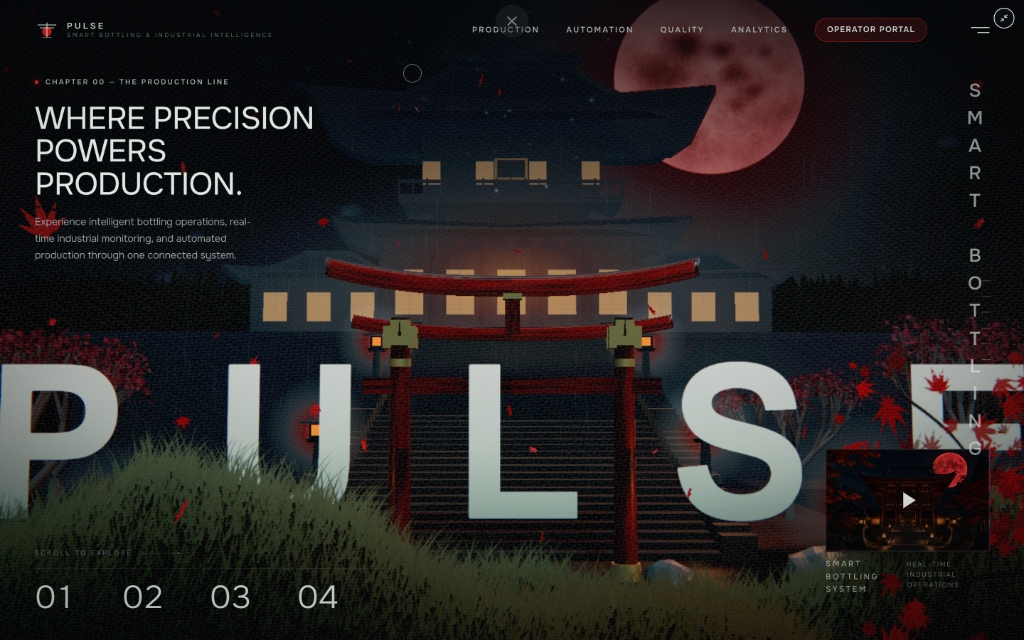 PULSE
SMART BOTTLING & INDUSTRIAL INTELLIGENCE
PRODUCTION
AUTOMATION
QUALITY
ANALYTICS
OPERATOR PORTAL
CHAPTER 00 — THE PRODUCTION LINE
WHERE PRECISION
POWERS
PRODUCTION.
Experience intelligent bottling operations, real-
time industrial monitoring, and automated
production through one connected system.
SMART BOTTLING
PULSE
SCROLL TO EXPLORE
01 02 03 04
SMART
BOTTLING
SYSTEM
REAL-TIME
INDUSTRIAL
OPERATIONS